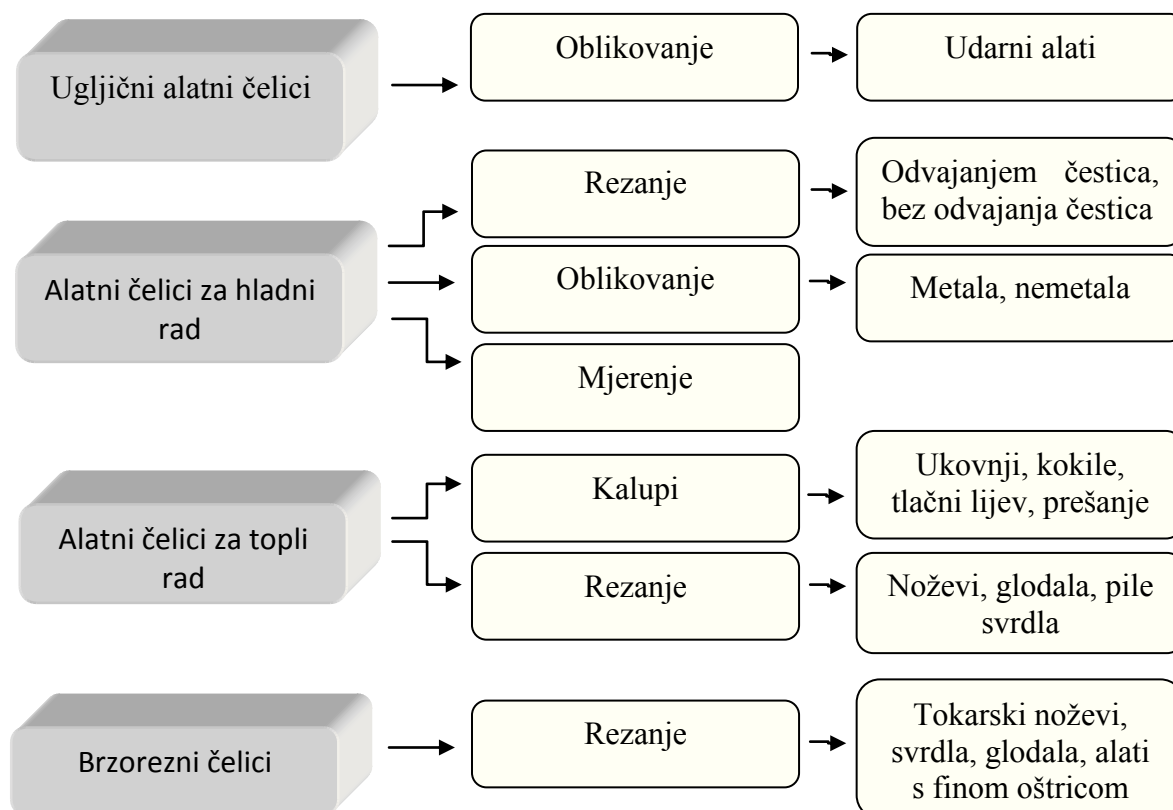 Ugljični alatni čelici
Oblikovanje
Udarni alati
Alatni čelici za hladni
rad
Rezanje
Odvajanjem čestica,
bez odvajanja čestica
Oblikovanje
Metala, nemetala
Mjerenje
Alatni čelici za topli
rad
Kalupi
Ukovnji, kokile,
tlačni lijev, prešanje
Rezanje
Noževi, glodala, pile
svrdla
Brzorezni čelici
Rezanje
Tokarski noževi,
svrdla, glodala, alati
s finom oštricom